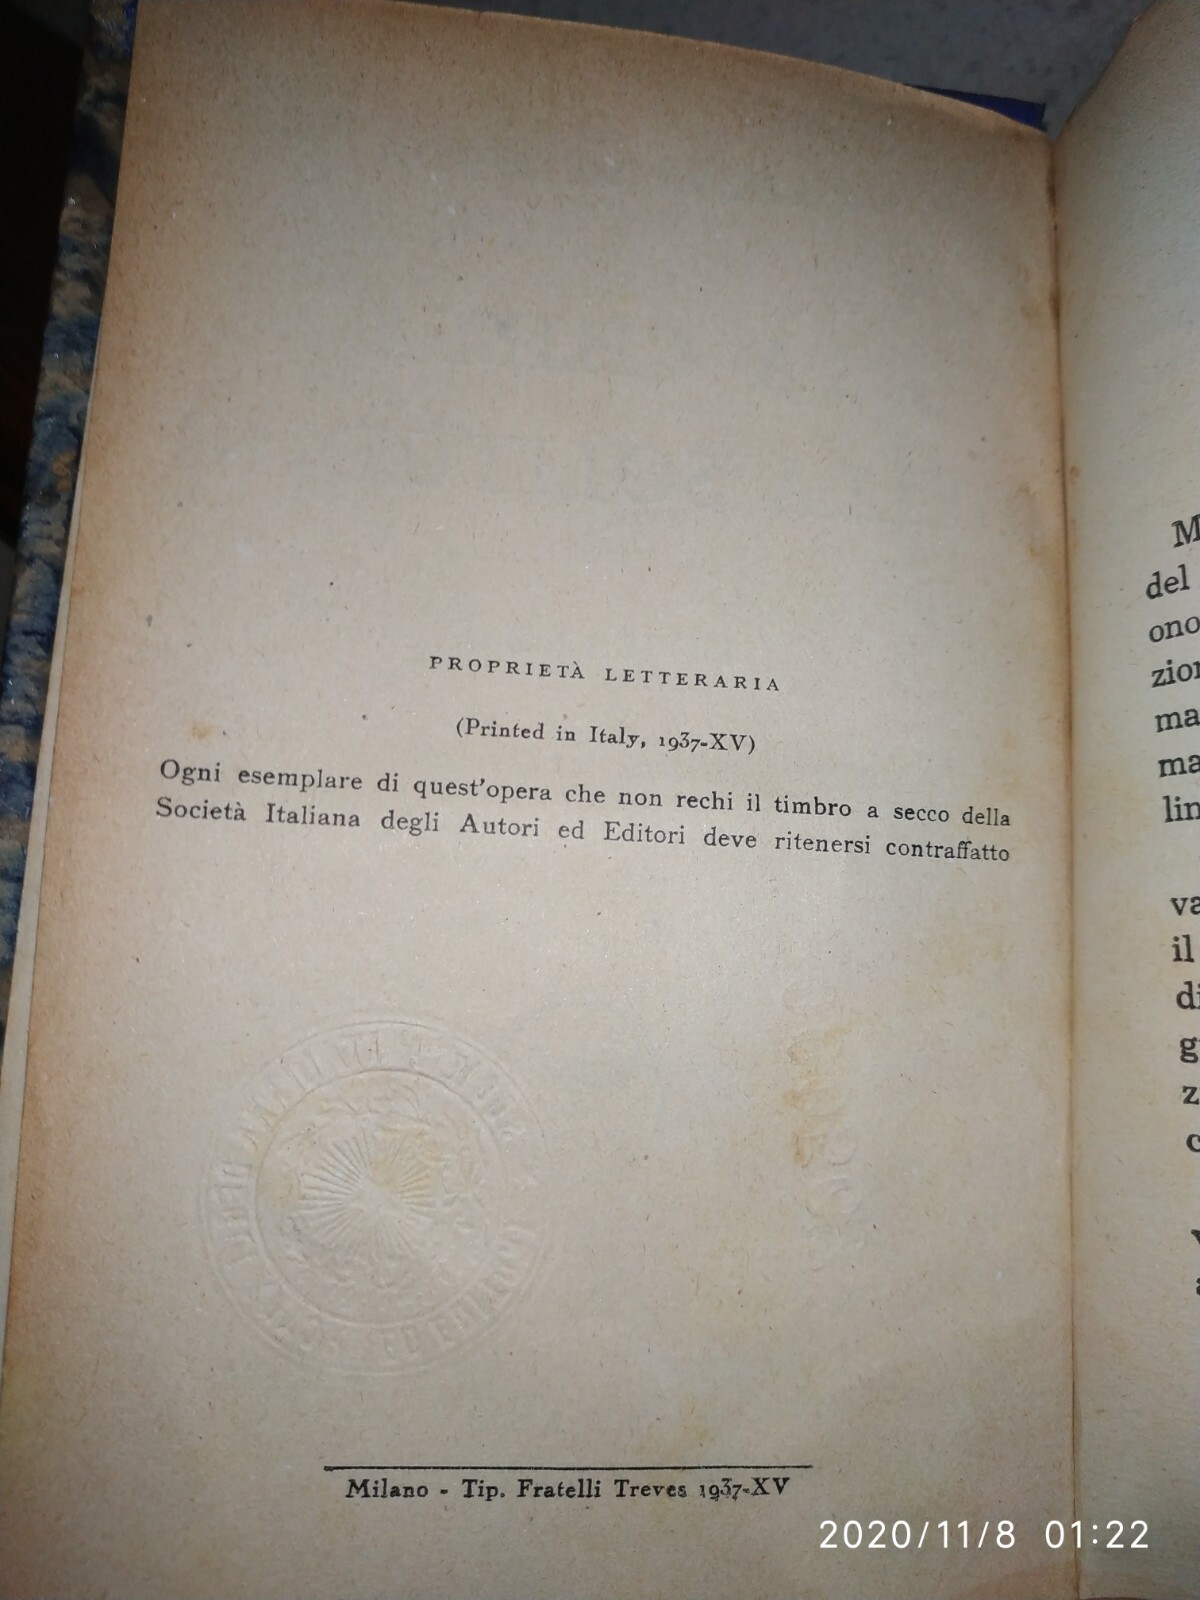 PROPRIETÀ LETTERARIA
(Printed in Italy, 1937-XV)
Ogni esemplare di quest'opera che non rechi il timbro a secco della
Società Italiana degli Autori ed Editori deve ritenersi contraffatto
Milano - Tip. Fratelli Treves 1937-XV
2020/11/8 01:22
del
il